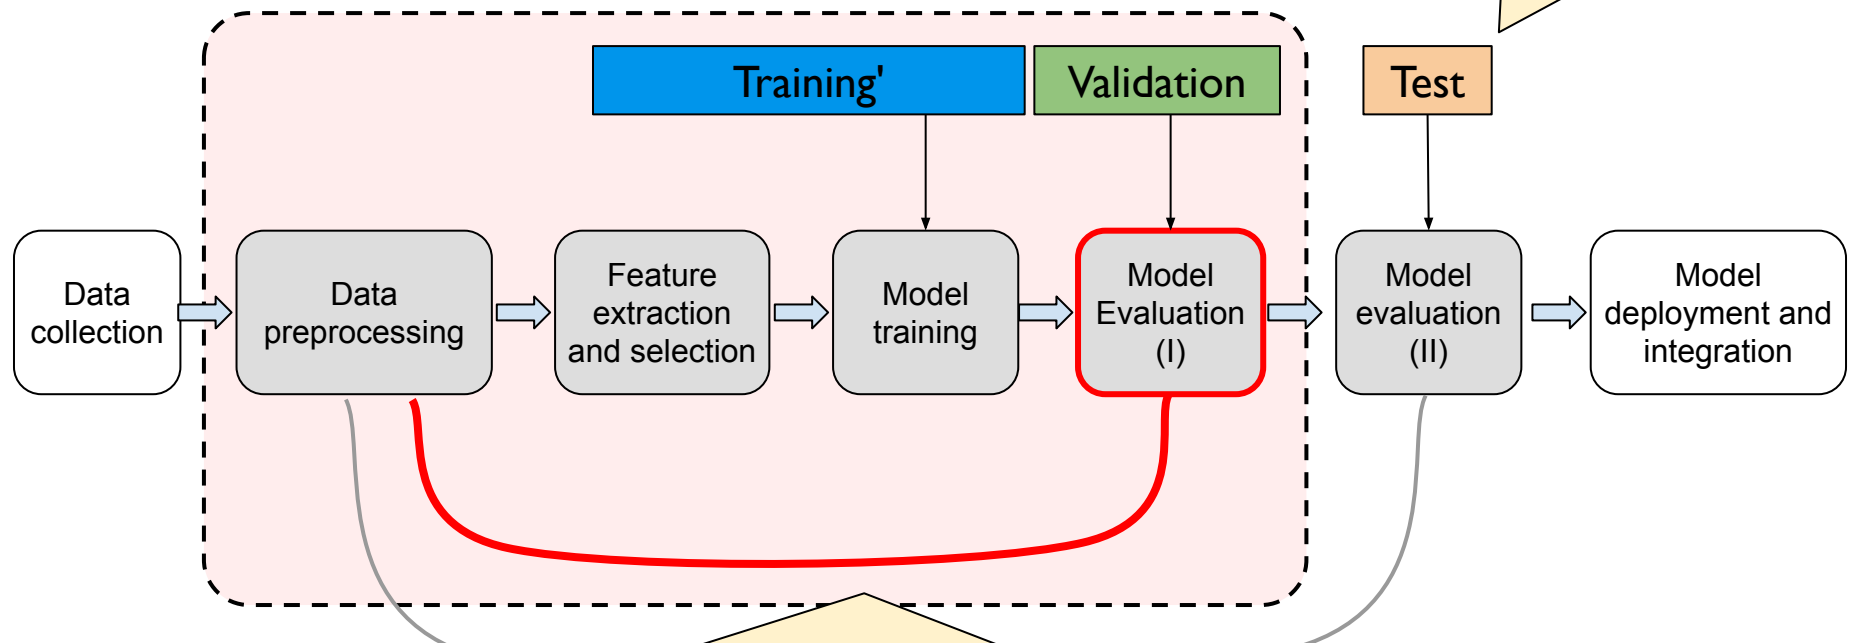 Training'
Validation
Test
Data
collection
Data
preprocessing
Feature
extraction
and selection
Model
training
Model
Evaluation
(I)
Model
evaluation
(II)
Model
deployment and
integration